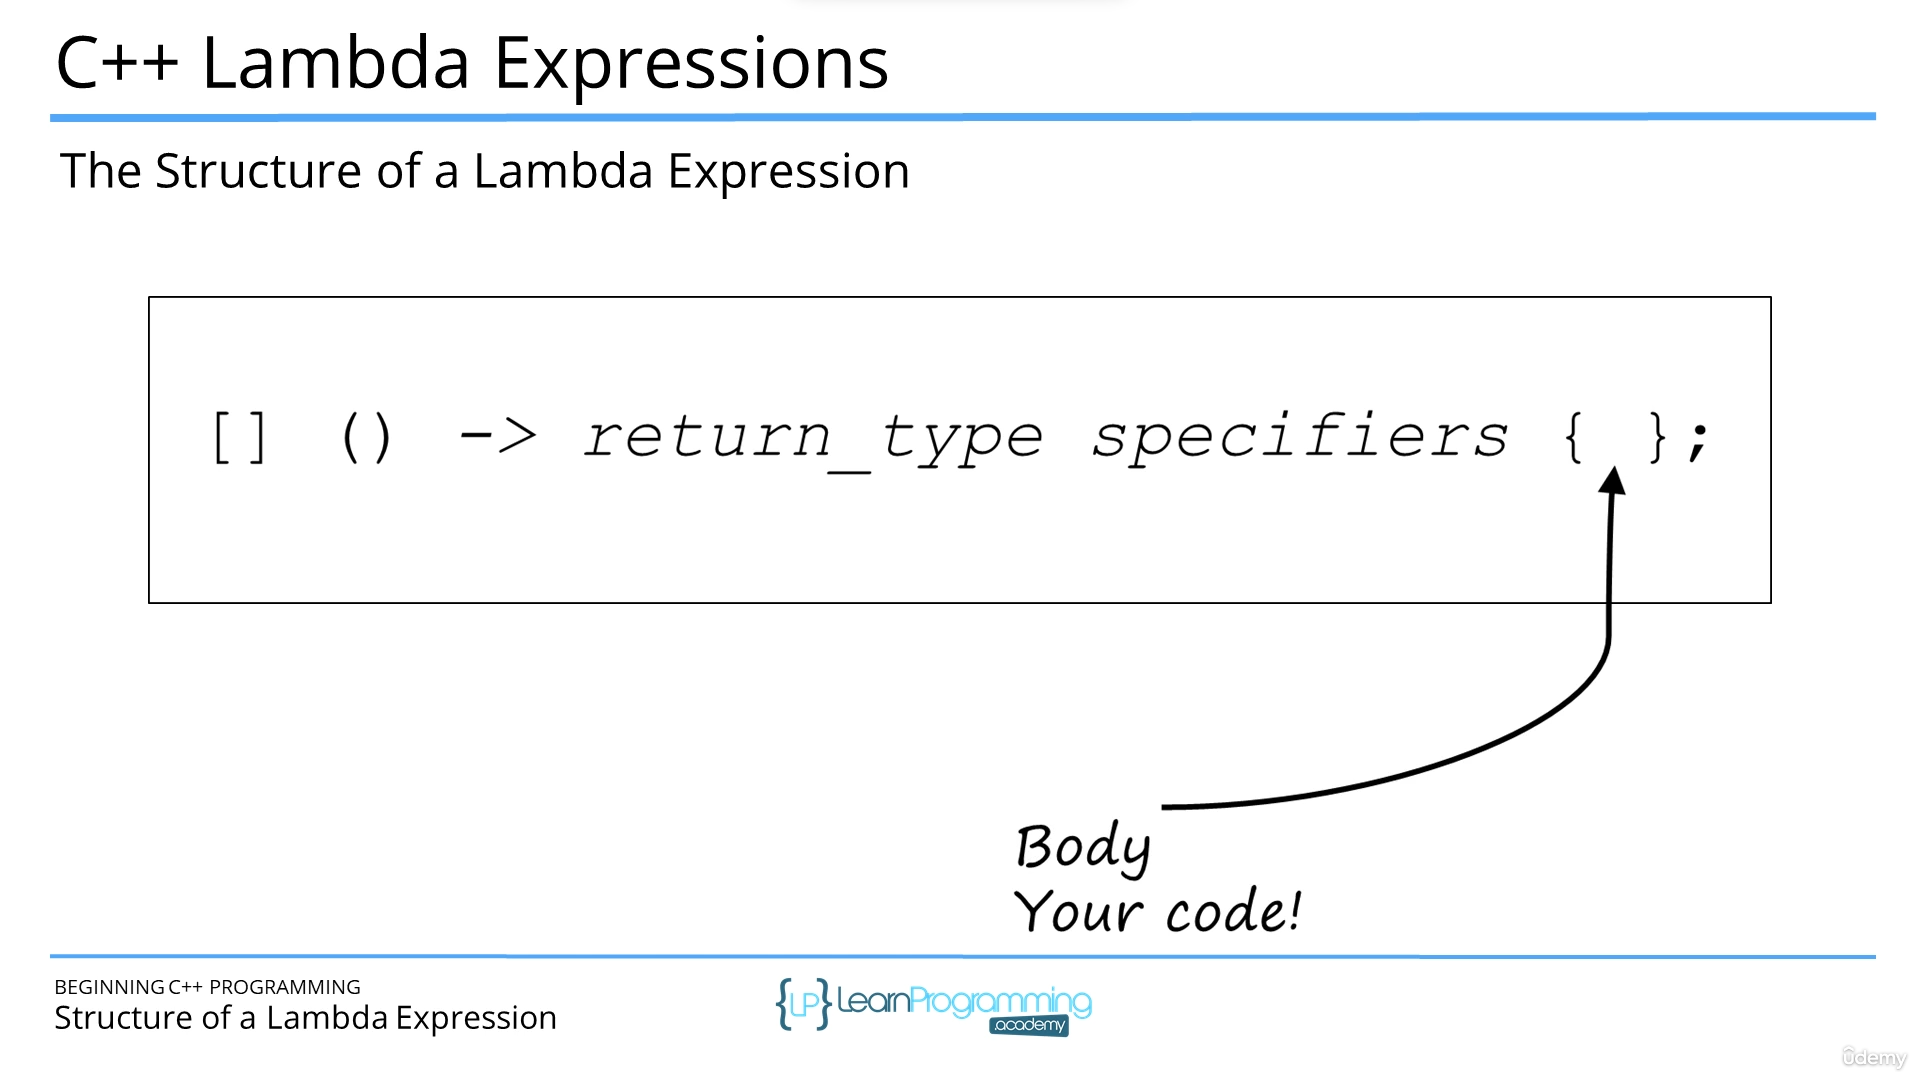 C++ Lambda Expressions
The Structure of a Lambda Expression
[] () -> return_type specifiers { };
Body
Your code!
BEGINNING C++ PROGRAMMING
Structure of a Lambda Expression
{LP} LearnProgramming
academy
ûdemy